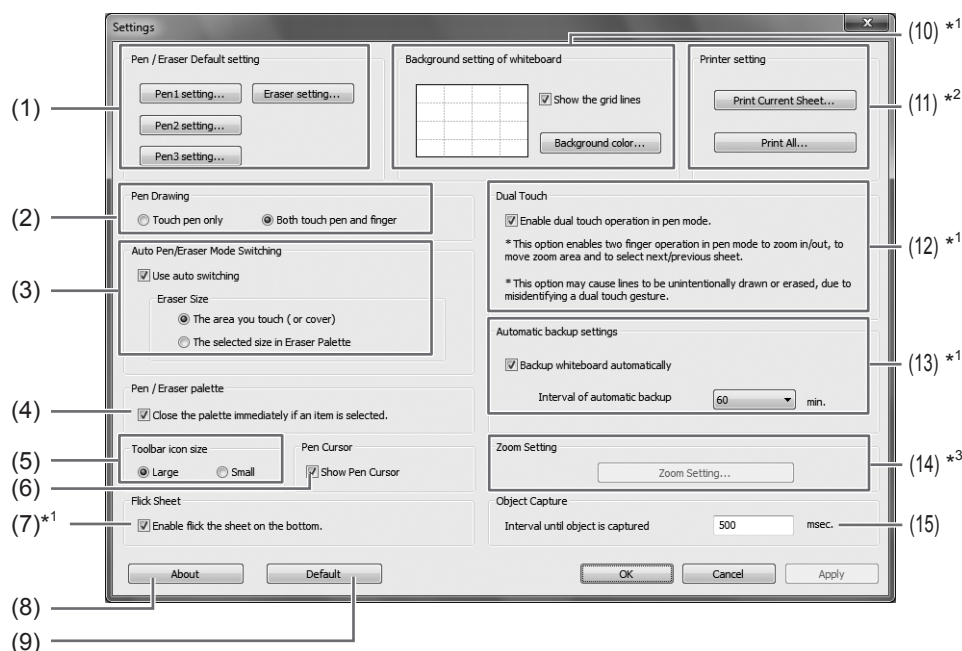 Settings
(10) *1
Pen / Eraser Default setting
Background setting of whiteboard
Printer setting
(1)
Pen1 setting...
Eraser setting...
Show the grid lines
Print Current Sheet...
(11) *2
Pen2 setting...
Background color...
Print All...
Pen3 setting...
Pen Drawing
Dual Touch
(2)
Touch pen only
Both touch pen and finger
Enable dual touch operation in pen mode.
* This option enables two finger operation in pen mode to zoom in/out, to
move zoom area and to select next/previous sheet.
(12) *1
Auto Pen/Eraser Mode Switching
(3)
Use auto switching
* This option may cause lines to be unintentionally drawn or erased, due to
misidentifying a dual touch gesture.
Eraser Size
The area you touch ( or cover)
The selected size in Eraser Palette
Automatic backup settings
Backup whiteboard automatically
(13) *1
Interval of automatic backup
60
min.
Pen / Eraser palette
(4)
Close the palette immediately if an item is selected.
Toolbar icon size
Pen Cursor
Zoom Setting
(5)
Large
Small
(6)
Show Pen Cursor
Zoom Setting...
(14) *3
Flick Sheet
Object Capture
(7)*1
Enable flick the sheet on the bottom.
Interval until object is captured
500
msec.
(15)
About
Default
OK
Cancel
Apply
(8)
(9)